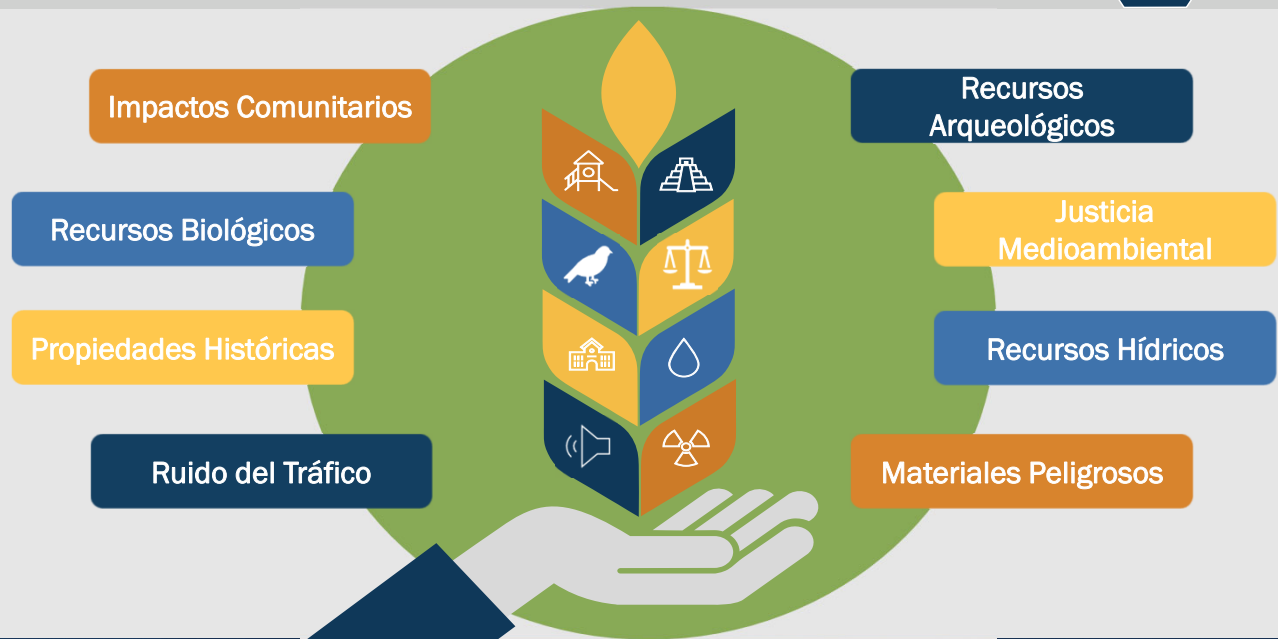 Impactos Comunitarios
Recursos
Arqueológicos
Recursos Biológicos
Justicia
Medioambiental
Propiedades Históricas
Recursos Hídricos
Ruido del Tráfico
Materiales Peligrosos